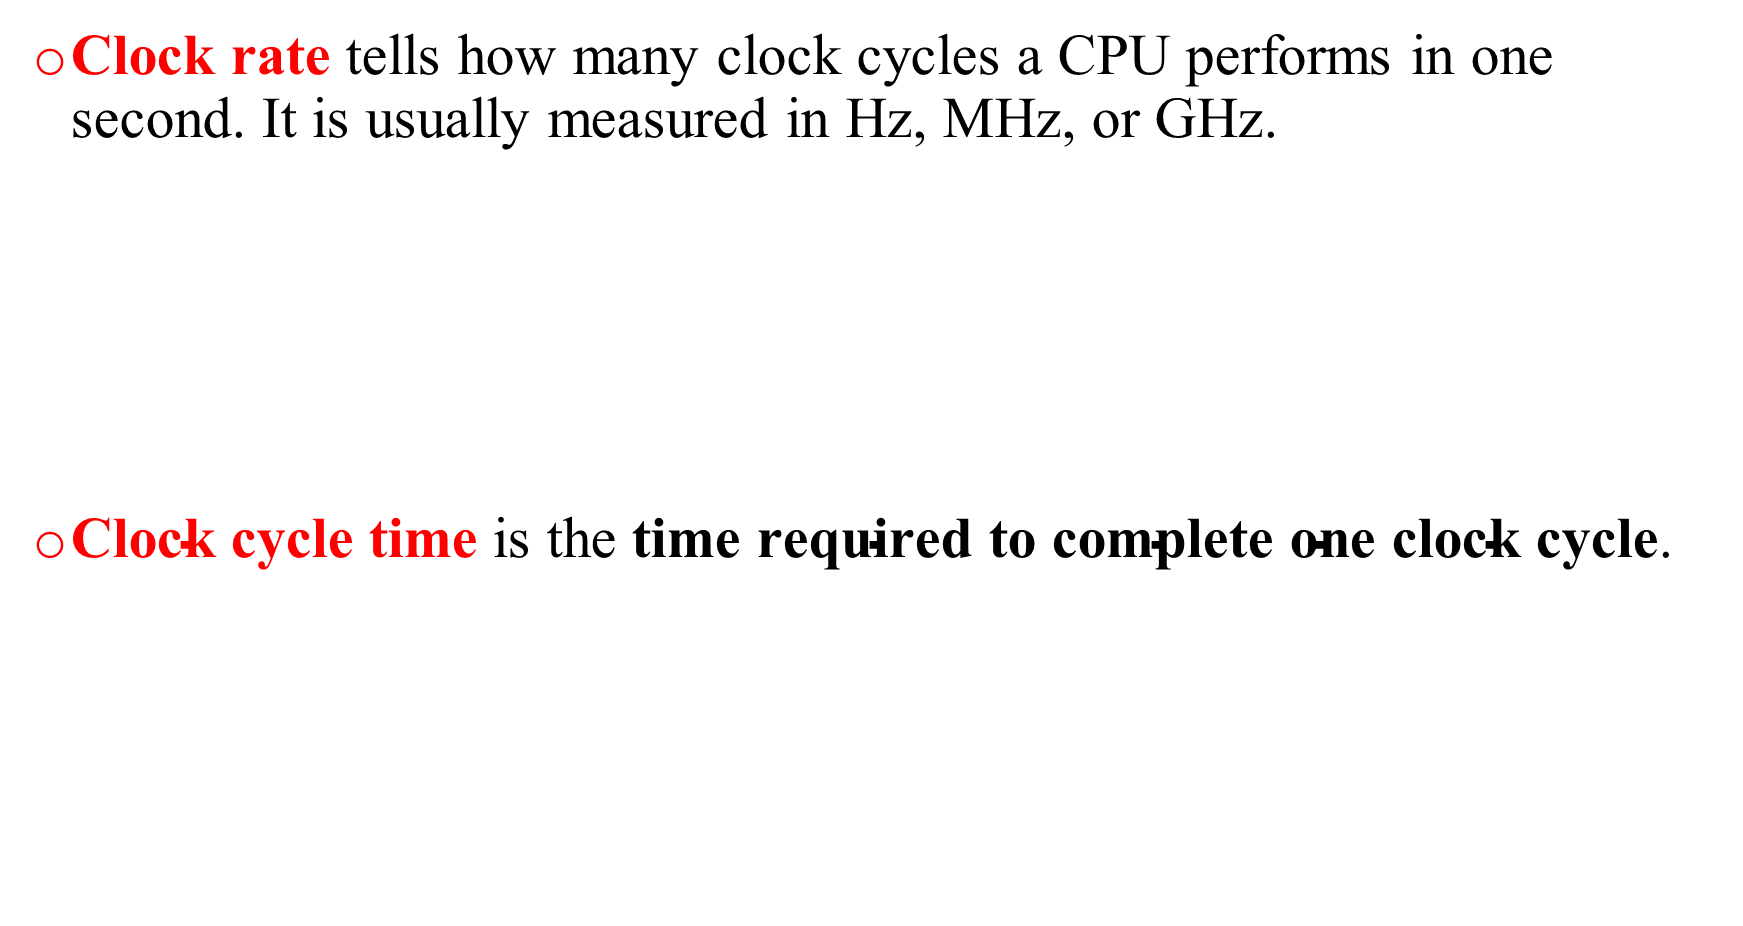 ○Clock rate tells how many clock cycles a CPU performs in one
second. It is usually measured in Hz, MHz, or GHz.
○Clock cycle time is the time required to complete one clock cycle.